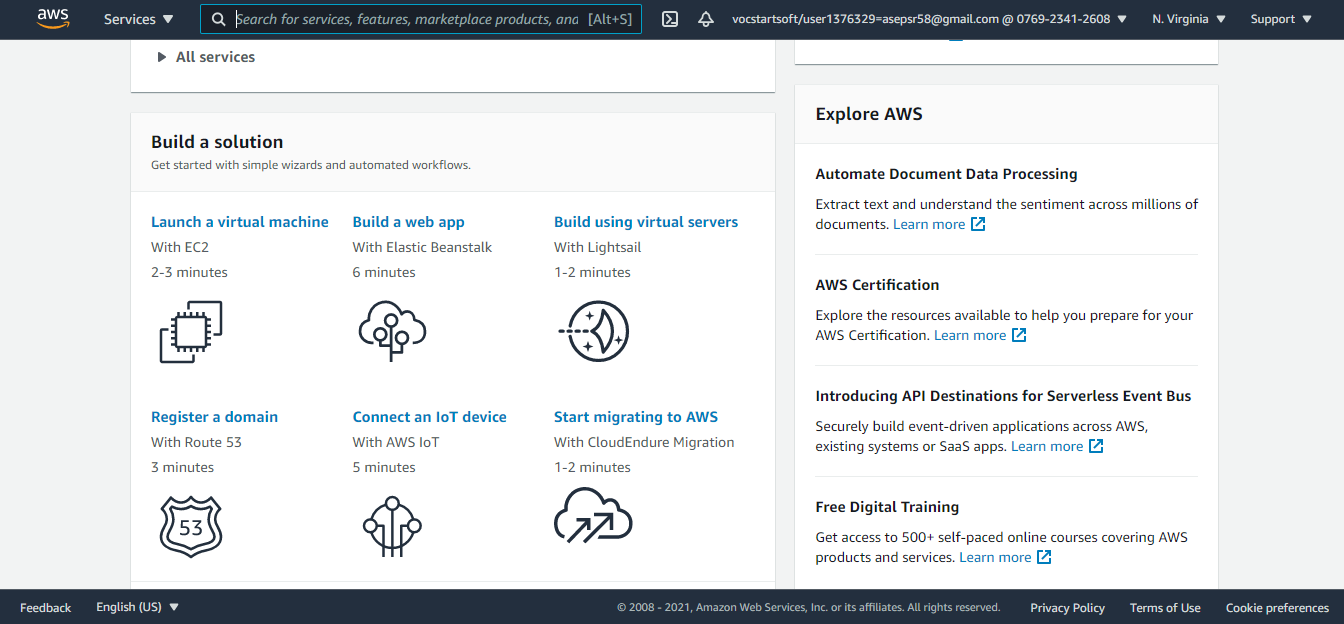 aws
Services
Search for services, features, marketplace products, and [Alt+S]
vocstartsoft/user1376329=asepsr58@gmail.com @ 0769-2341-2608
N. Virginia
Support
All services
Build a solution
Get started with simple wizards and automated workflows.
Launch a virtual machine
With EC2
2-3 minutes
Build a web app
With Elastic Beanstalk
6 minutes
Build using virtual servers
With Lightsail
1-2 minutes
Register a domain
With Route 53
3 minutes
53
Connect an IoT device
With AWS IoT
5 minutes
Start migrating to AWS
With CloudEndure Migration
1-2 minutes
Explore AWS
Automate Document Data Processing
Extract text and understand the sentiment across millions of
documents. Learn more
AWS Certification
Explore the resources available to help you prepare for your
AWS Certification. Learn more
Introducing API Destinations for Serverless Event Bus
Securely build event-driven applications across AWS,
existing systems or SaaS apps. Learn more
Free Digital Training
Get access to 500+ self-paced online courses covering AWS
products and services. Learn more
Feedback
English (US)
© 2008 - 2021, Amazon Web Services, Inc. or its affiliates. All rights reserved.
Privacy Policy
Terms of Use
Cookie preferences